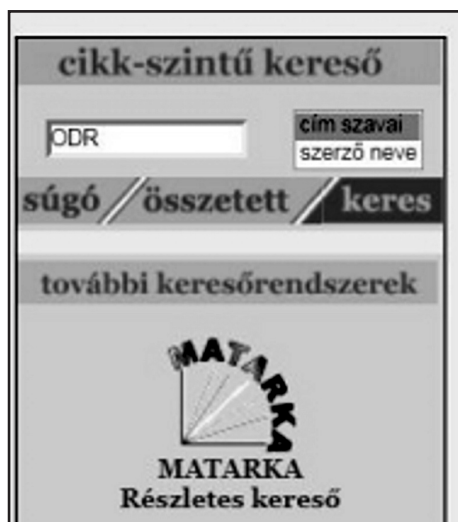 cikk-szintű kereső
ODR
cím szavai
szerző neve
súgó / összetett / keres
további keresőrendszerek
MATARKA
MATARKA
Részletes kereső